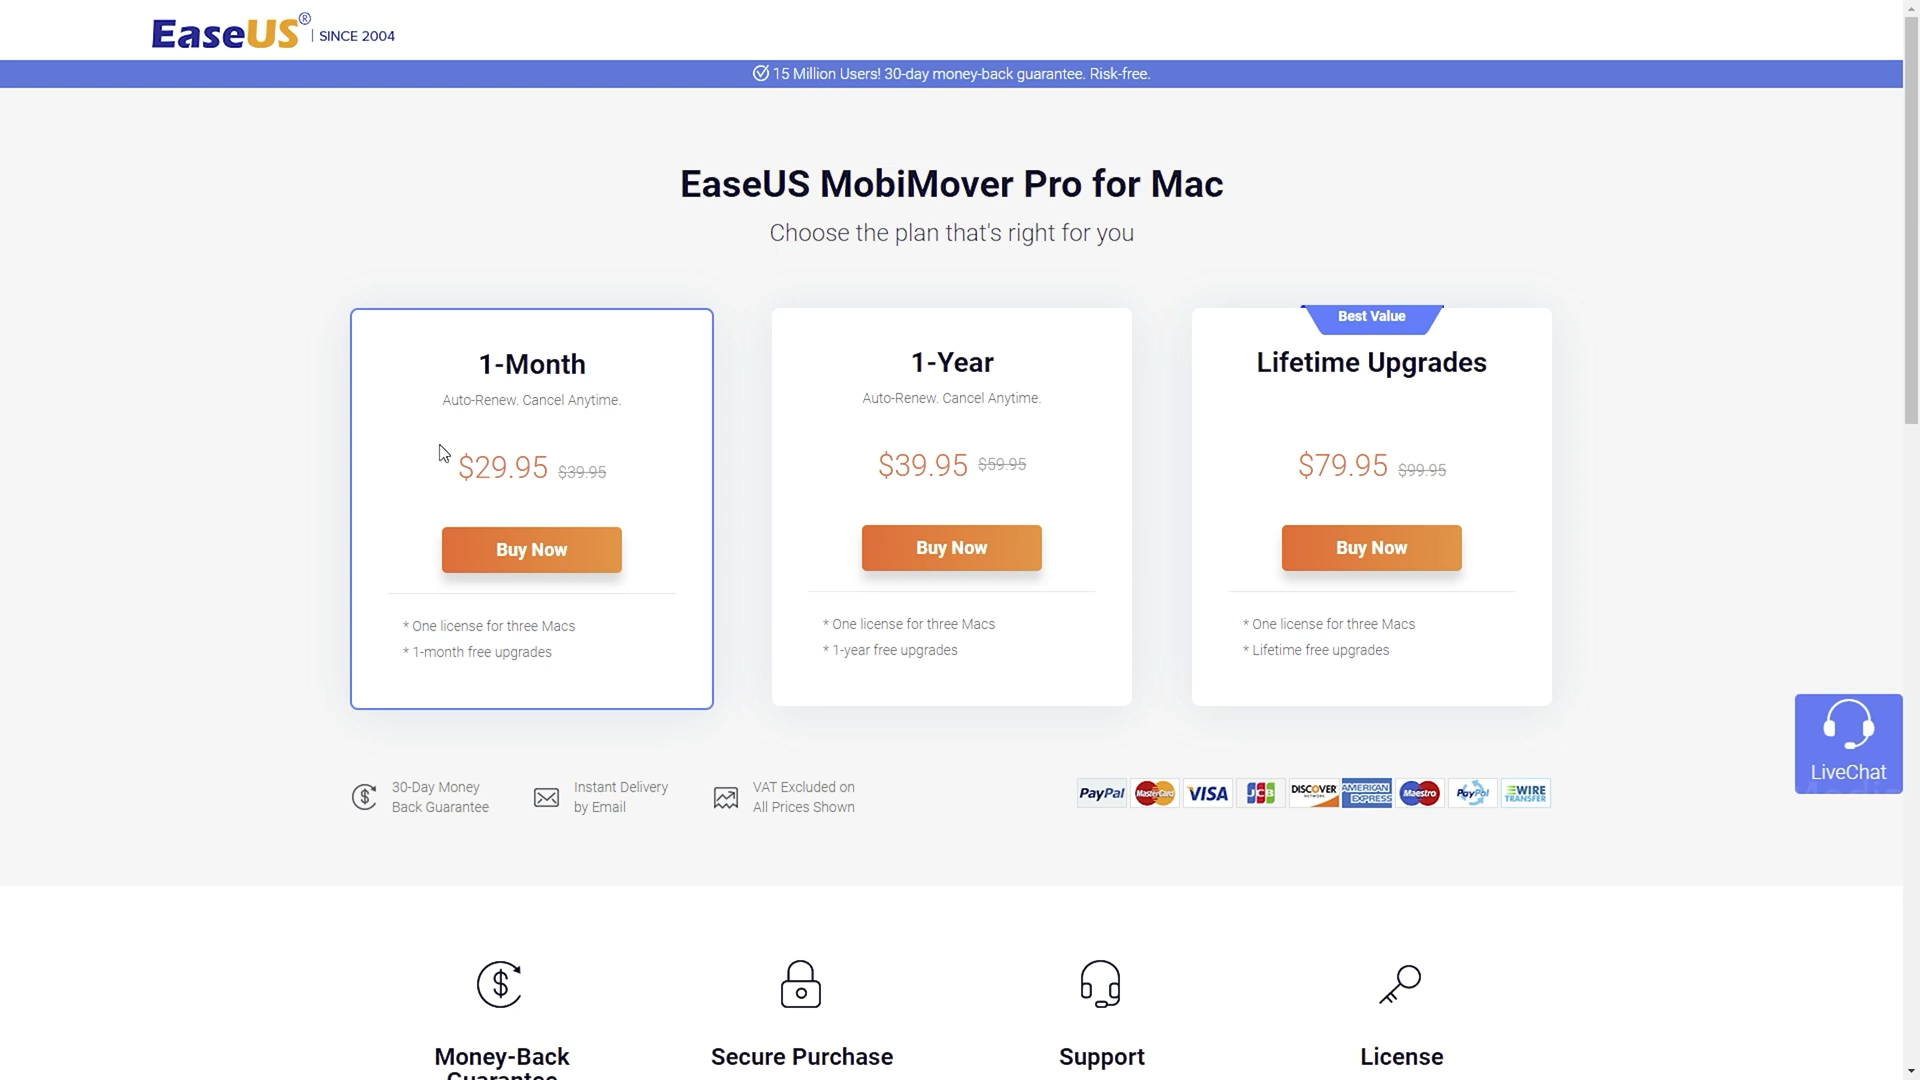 EaseUS® | SINCE 2004
15 Million Users! 30-day money-back guarantee. Risk-free.
EaseUS MobiMover Pro for Mac
Choose the plan that's right for you
1-Month
Auto-Renew. Cancel Anytime.
$29.95 $39.95
Buy Now
* One license for three Macs
* 1-month free upgrades
1-Year
Auto-Renew. Cancel Anytime.
$39.95 $59.95
Buy Now
* One license for three Macs
* 1-year free upgrades
Best Value
Lifetime Upgrades
$79.95 $99.95
Buy Now
* One license for three Macs
* Lifetime free upgrades
30-Day Money
Back Guarantee
Instant Delivery
by Email
VAT Excluded on
All Prices Shown
PayPal MasterCard VISA JCB DISCOVER NETWORK AMERICAN EXPRESS Maestro PayPal WIRE TRANSFER
LiveChat
Money-Back
Guarantee
Secure Purchase
Support
License